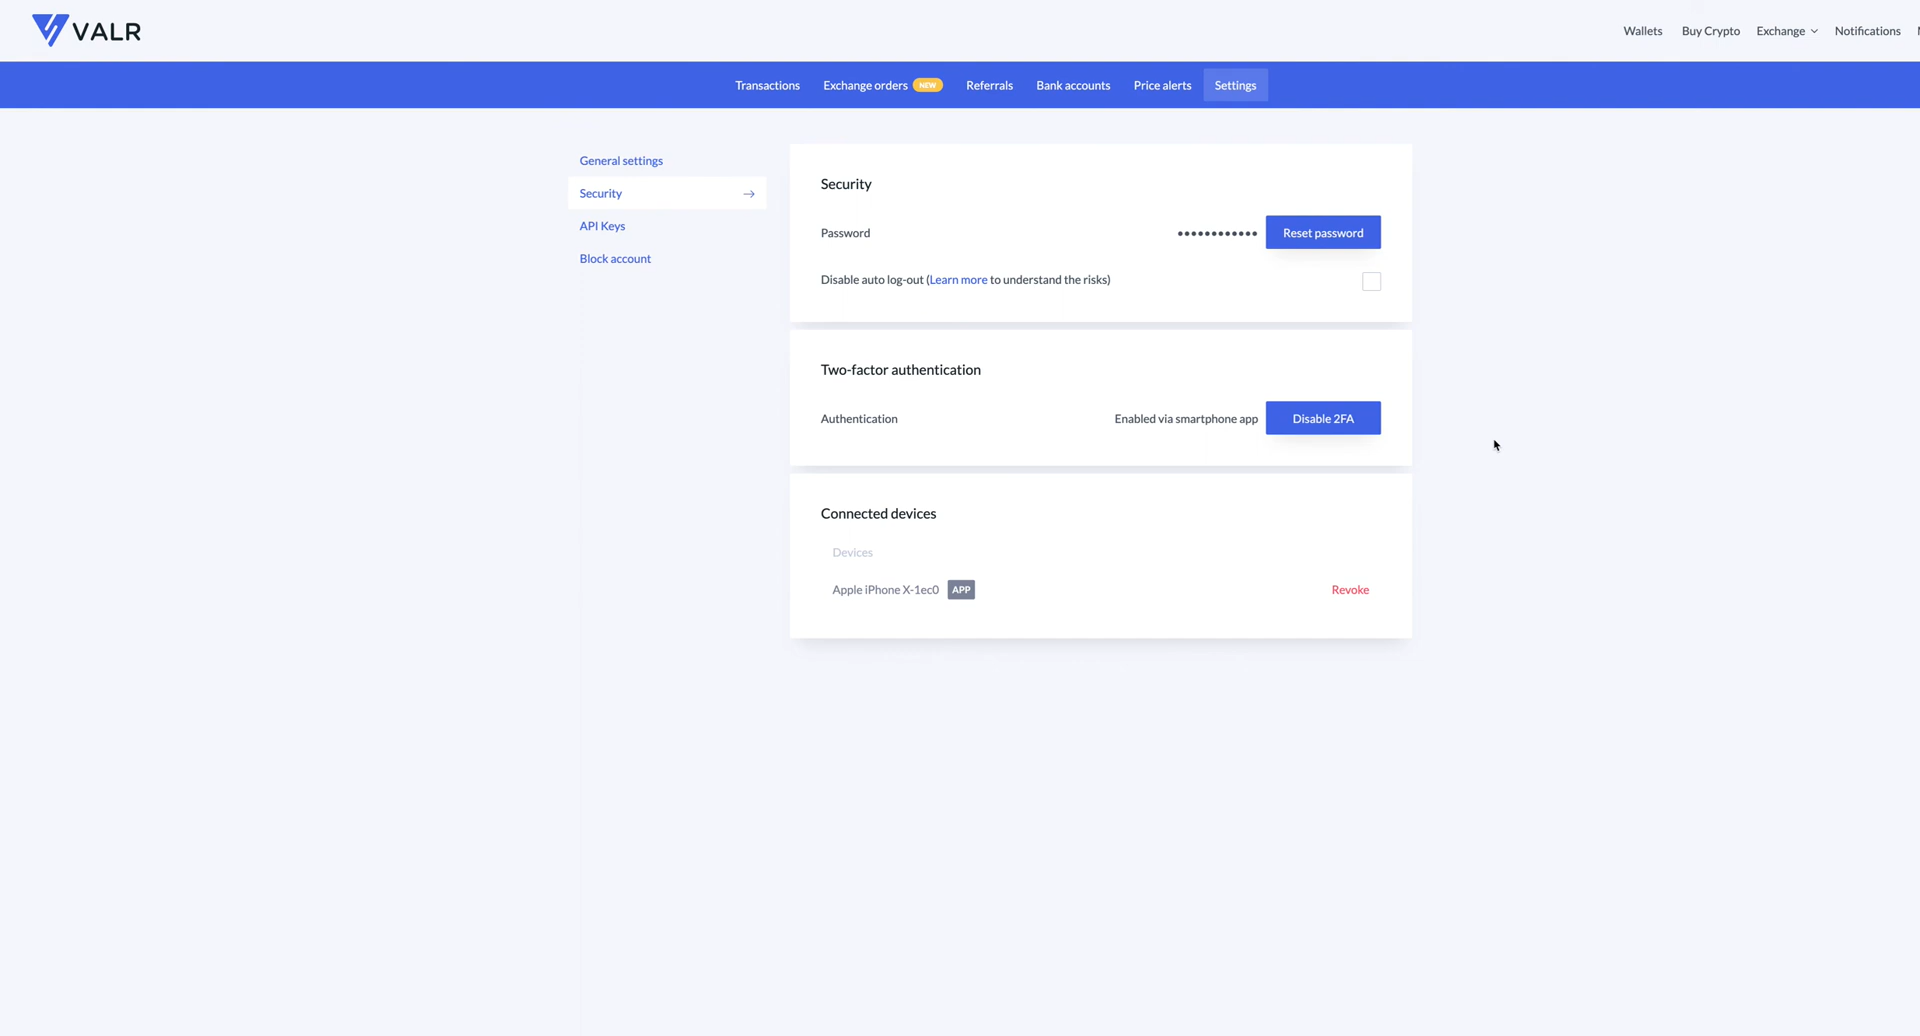 VALR
Wallets Buy Crypto Exchange Notifications
Transactions Exchange orders NEW Referrals Bank accounts Price alerts Settings
General settings
Security
API Keys
Block account
Security
Password •••••••••••• Reset password
Disable auto log-out (Learn more to understand the risks)
Two-factor authentication
Authentication Enabled via smartphone app Disable 2FA
Connected devices
Devices
Apple iPhone X-1ec0 APP Revoke